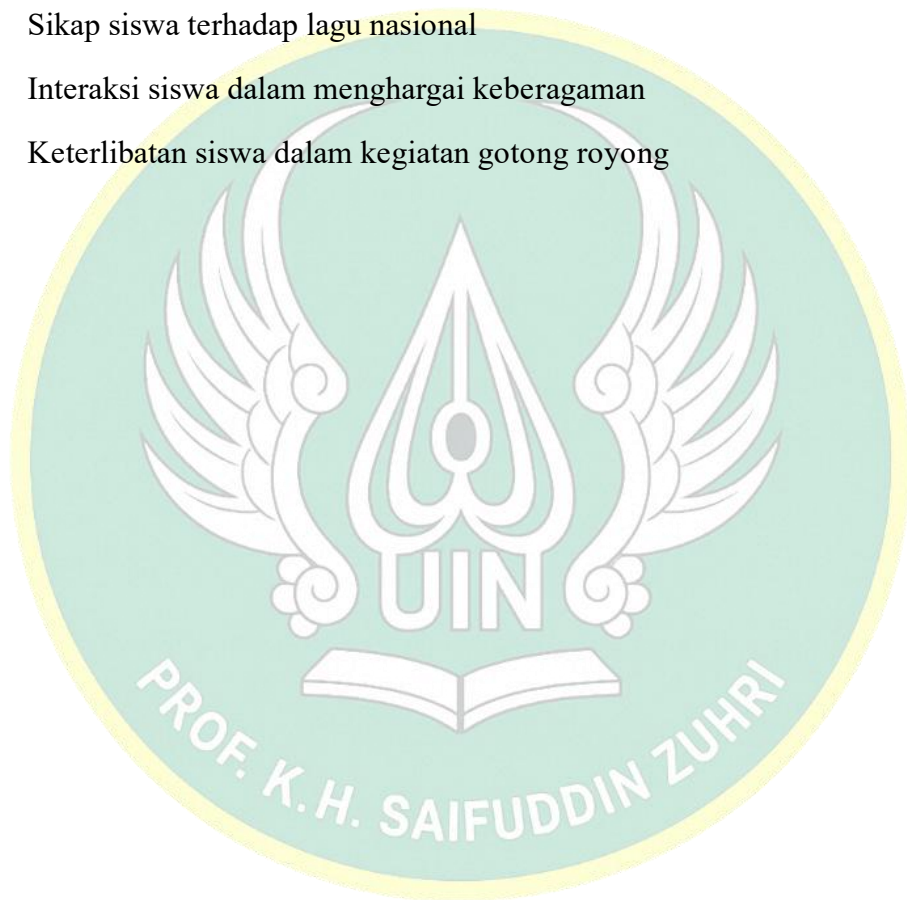 Sikap siswa terhadap lagu nasional
Interaksi siswa dalam menghargai keberagaman
Keterlibatan siswa dalam kegiatan gotong royong
UIN
PROF. K.H. SAIFUDDIN ZUHRI